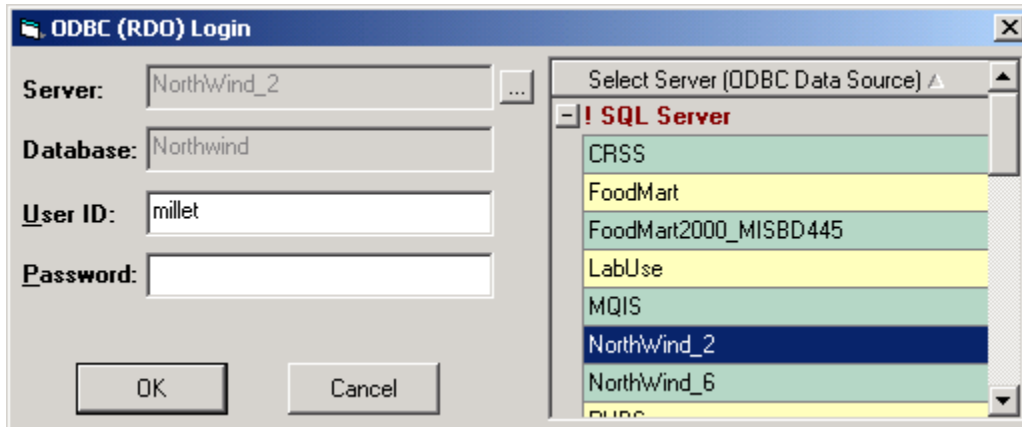 ODBC (RDO) Login
Server: NorthWind_2 ...
Database: Northwind
User ID: millet
Password:
OK Cancel
Select Server (ODBC Data Source)
! SQL Server
CRSS
FoodMart
FoodMart2000_MISBD445
LabUse
MQIS
NorthWind_2
NorthWind_6